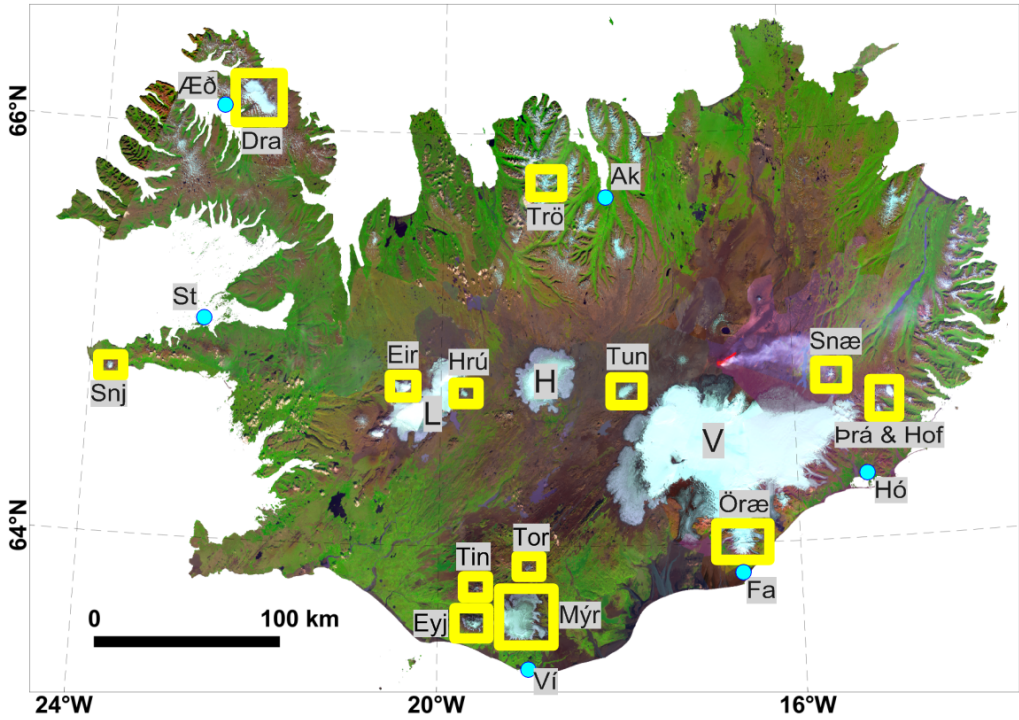 Æð
66°N
Dra
Ak
Trö
St
Eir
Hrú
H
Tun
Snæ
Snj
L
V
Þrá & Hof
Hó
Öræ
64°N
Tor
Tin
Fa
0 100 km
Eyj
Mýr
Ví
24°W 20°W 16°W